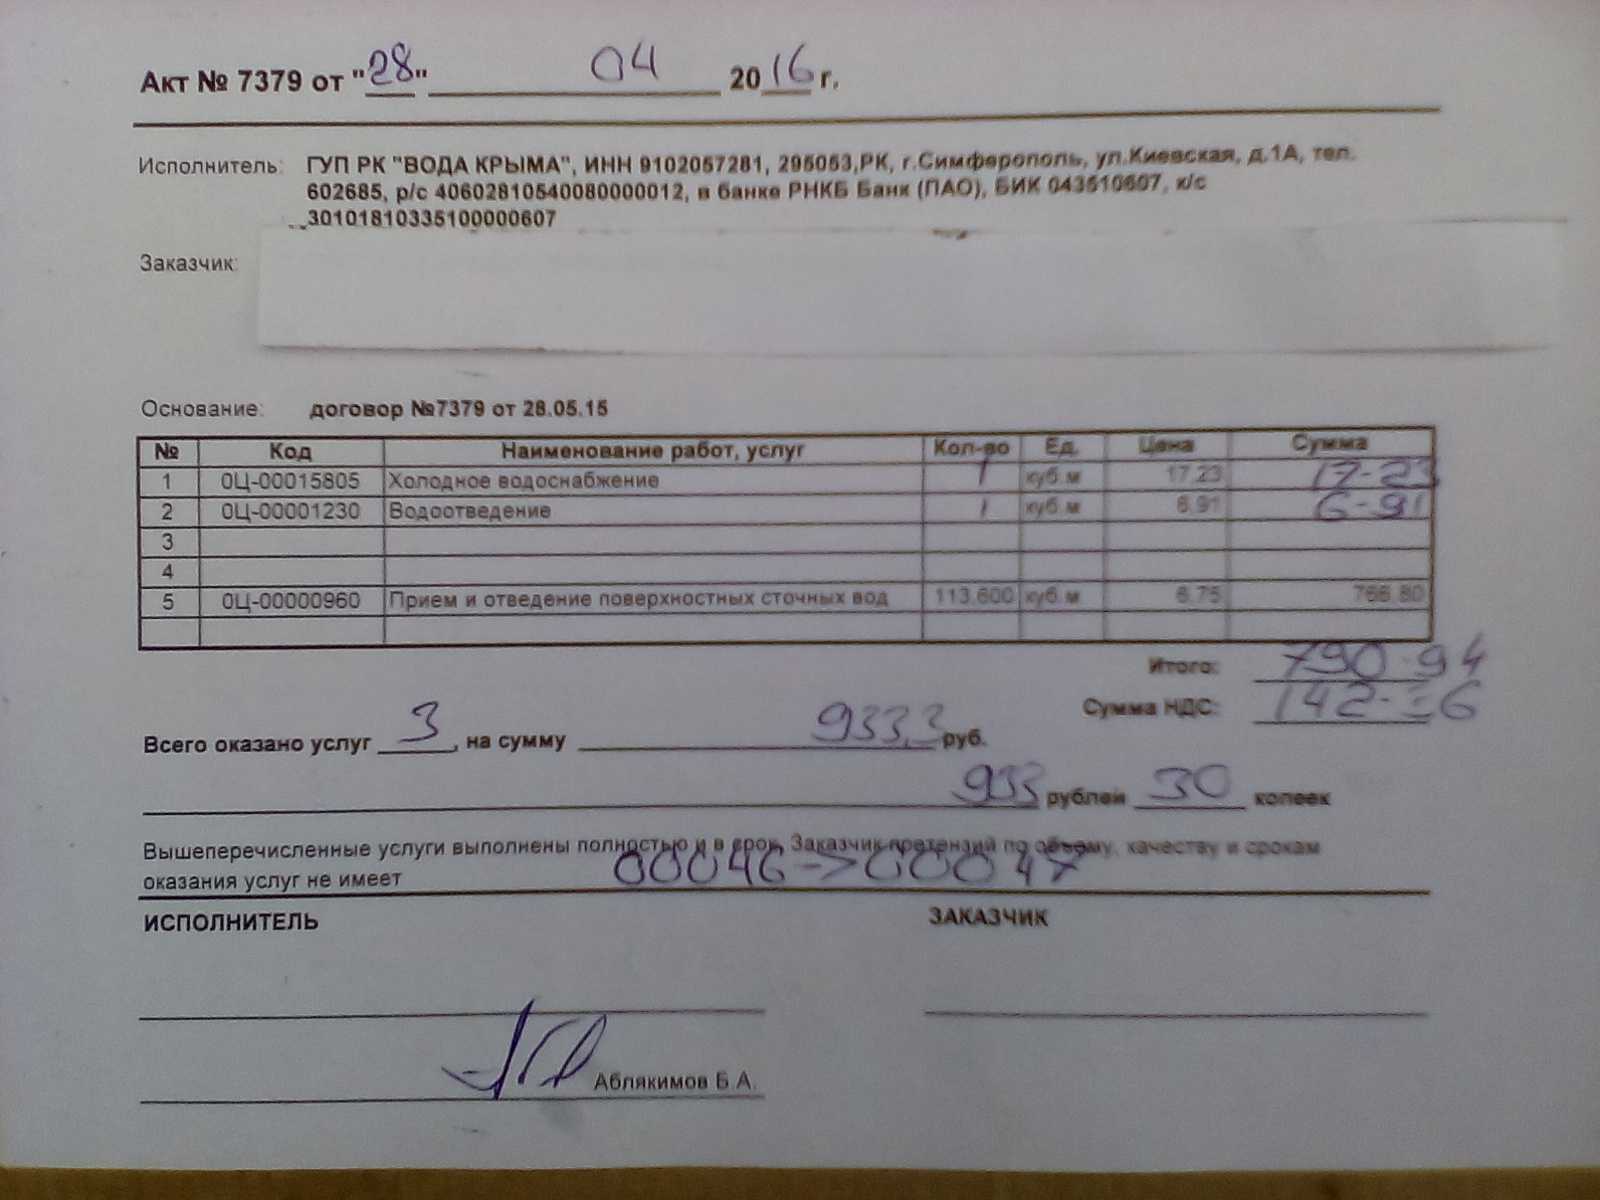 Акт № 7379 от "28" 04 2016 г.
Исполнитель: ГУП РК "ВОДА КРЫМА", ИНН 9102057281, 295053,РК, г.Симферополь, ул.Киевская, д.1А, тел.
602685, р/с 40602810540080000012, в банке РНКБ Банк (ПАО), БИК 043510607, к/с
30101810335100000607
Заказчик:
Основание: договор №7379 от 28.05.15
№ Код Наименование работ, услуг Кол-во Ед. Цена Сумма
1 0Ц-00015805 Холодное водоснабжение 1 куб.м 17,23 17-23
2 0Ц-00001230 Водоотведение 1 куб.м 6,91 6-91
3
4
5 0Ц-00000960 Прием и отведение поверхностных сточных вод 113,600 куб.м 6,75 766,80
Итого: 790-94
Сумма НДС: 142-36
Всего оказано услуг 3, на сумму 933,3 руб.
933 рублей 30 копеек
Вышеперечисленные услуги выполнены полностью и в срок. Заказчик претензий по объему, качеству и срокам
оказания услуг не имеет 00046->00047
ИСПОЛНИТЕЛЬ ЗАКАЗЧИК
Аблякимов Б.А.